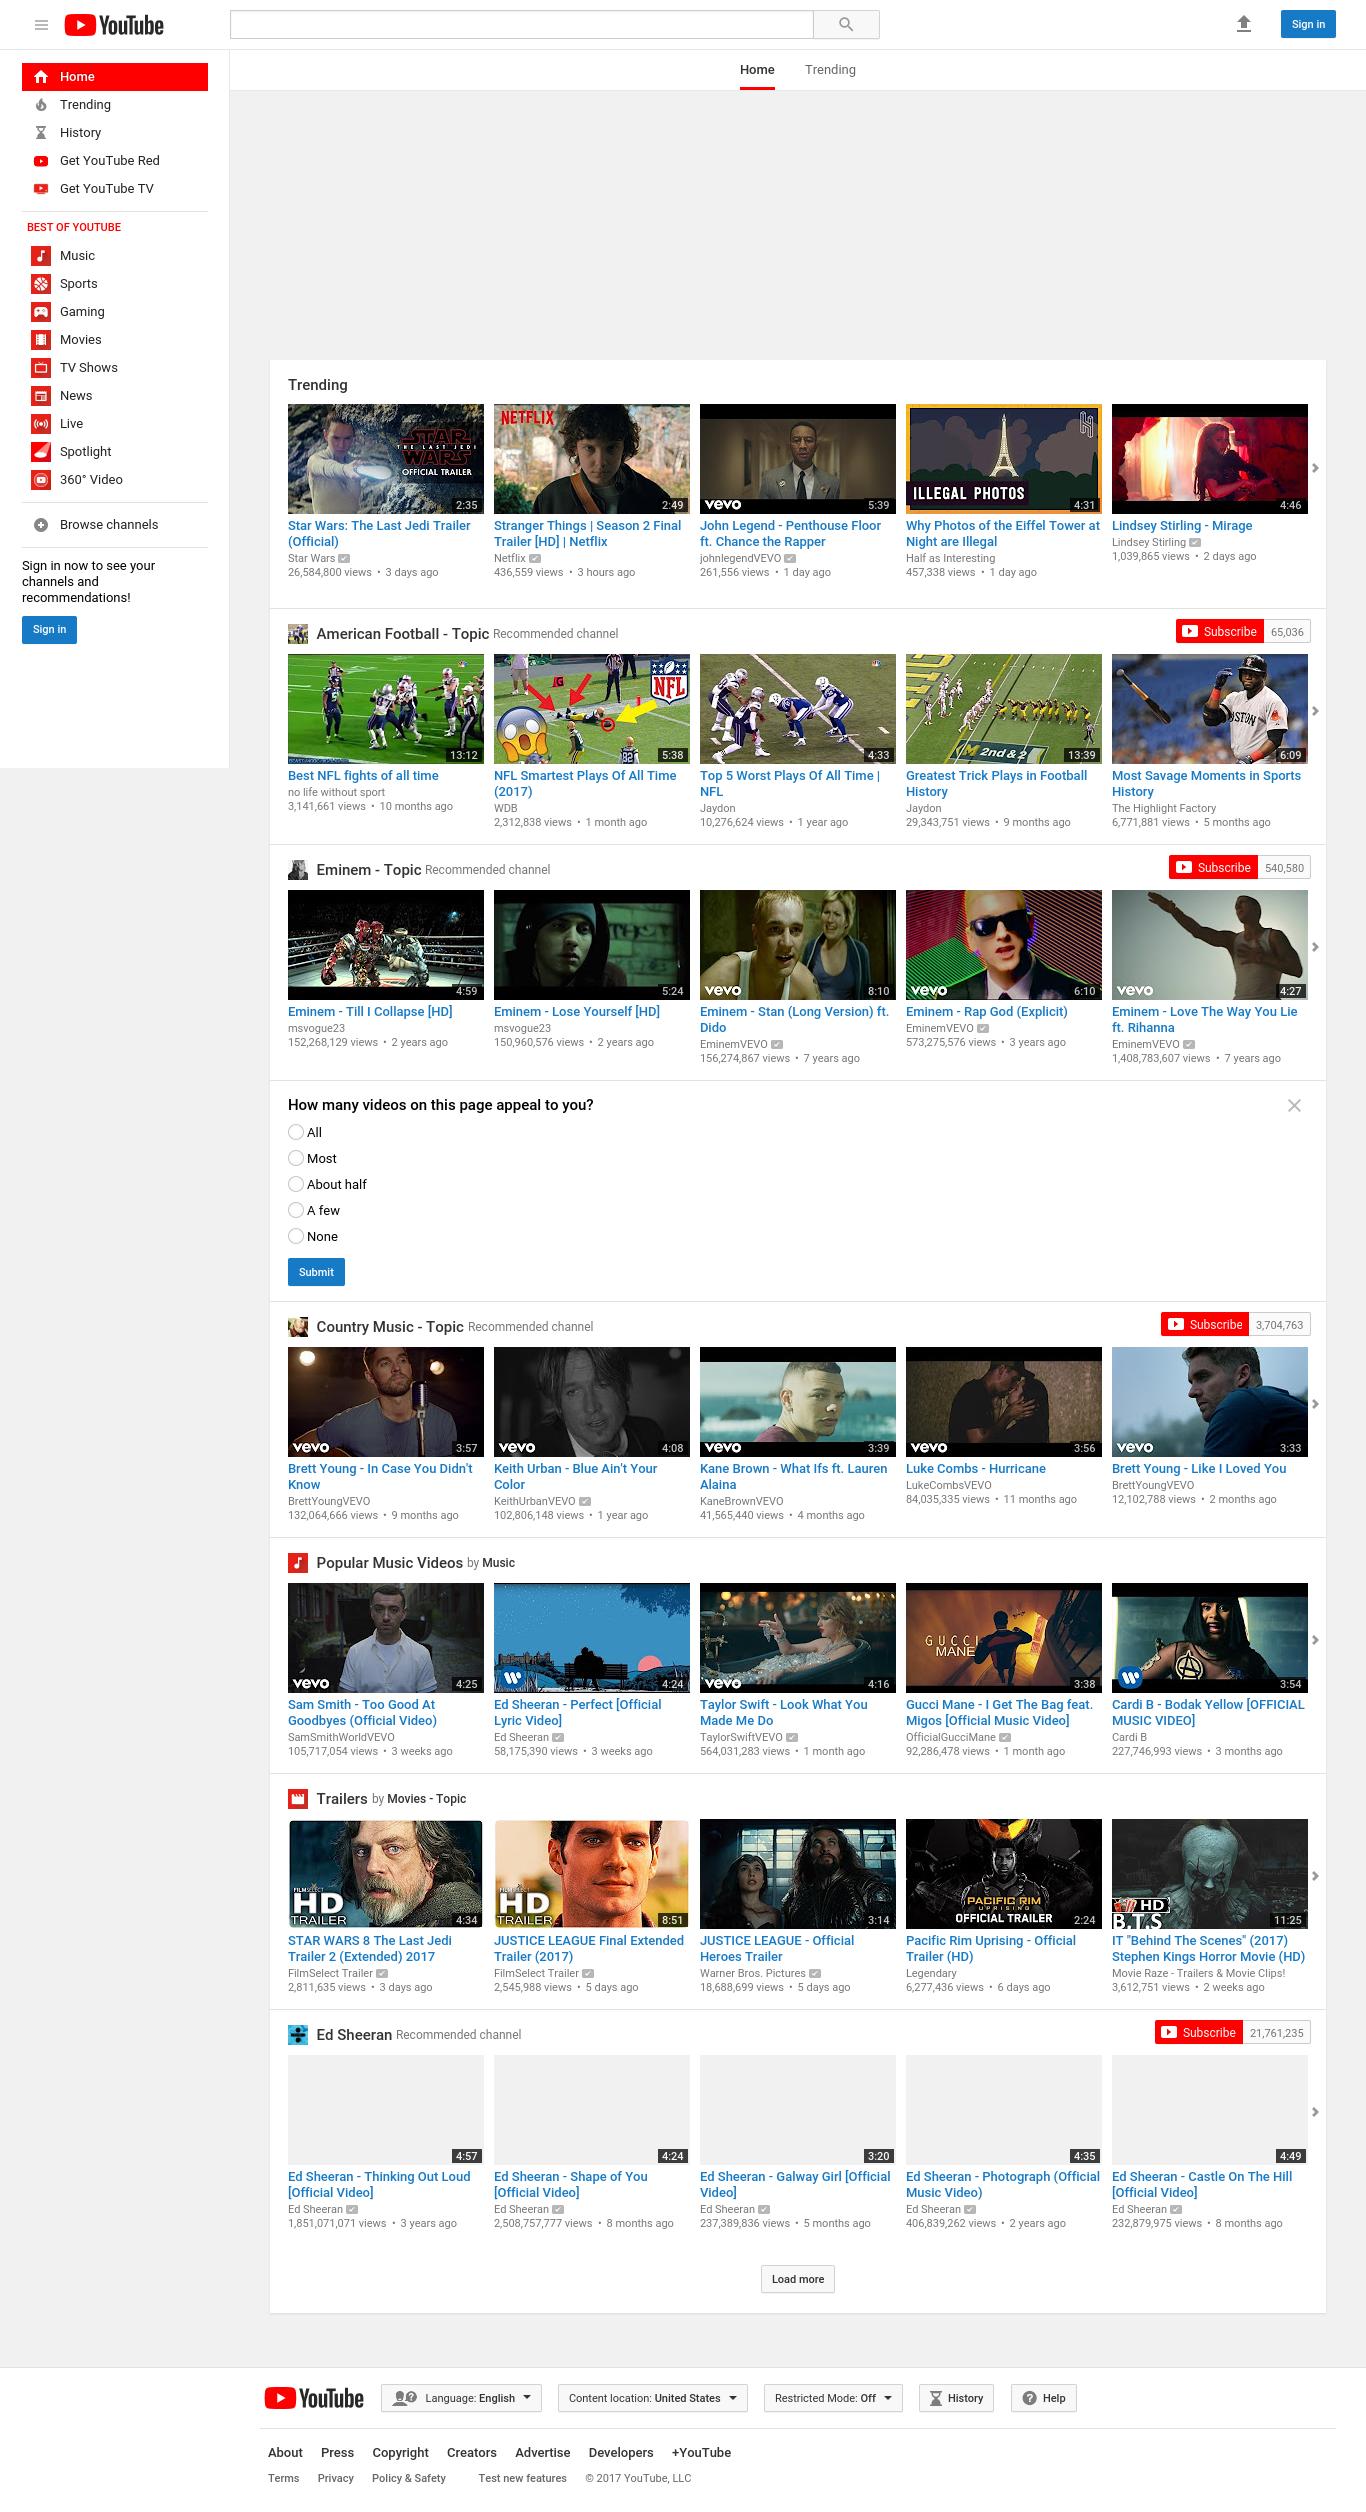 YouTube
Sign in
Home
Trending
Home
Trending
History
Get YouTube Red
Get YouTube TV
BEST OF YOUTUBE
Music
Sports
Gaming
Movies
TV Shows
News
Live
Spotlight
360° Video
Browse channels
Sign in now to see your
channels and
recommendations!
Sign in
Trending
STAR WARS
THE LAST JEDI
OFFICIAL TRAILER
2:35
NETFLIX
2:49
vevo
5:39
ILLEGAL PHOTOS
4:31
4:46
Star Wars: The Last Jedi Trailer
(Official)
Star Wars
26,584,800 views • 3 days ago
Stranger Things | Season 2 Final
Trailer [HD] | Netflix
Netflix
436,559 views • 3 hours ago
John Legend - Penthouse Floor
ft. Chance the Rapper
johnlegendVEVO
261,556 views • 1 day ago
Why Photos of the Eiffel Tower at
Night are Illegal
Half as Interesting
457,338 views • 1 day ago
Lindsey Stirling - Mirage
Lindsey Stirling
1,039,865 views • 2 days ago
American Football - Topic Recommended channel
Subscribe 65,036
13:12
NFL
5:38
4:33
2nd & 2
13:39
BOSTON
6:09
Best NFL fights of all time
no life without sport
3,141,661 views • 10 months ago
NFL Smartest Plays Of All Time
(2017)
WDB
2,312,838 views • 1 month ago
Top 5 Worst Plays Of All Time |
NFL
Jaydon
10,276,624 views • 1 year ago
Greatest Trick Plays in Football
History
Jaydon
29,343,751 views • 9 months ago
Most Savage Moments in Sports
History
The Highlight Factory
6,771,881 views • 5 months ago
Eminem - Topic Recommended channel
Subscribe 540,580
4:59
5:24
vevo
8:10
vevo
6:10
vevo
4:27
Eminem - Till I Collapse [HD]
msvogue23
152,268,129 views • 2 years ago
Eminem - Lose Yourself [HD]
msvogue23
150,960,576 views • 2 years ago
Eminem - Stan (Long Version) ft.
Dido
EminemVEVO
156,274,867 views • 7 years ago
Eminem - Rap God (Explicit)
EminemVEVO
573,275,576 views • 3 years ago
Eminem - Love The Way You Lie
ft. Rihanna
EminemVEVO
1,408,783,607 views • 7 years ago
How many videos on this page appeal to you?
All
Most
About half
A few
None
Submit
Country Music - Topic Recommended channel
Subscribe 3,704,763
vevo
3:57
vevo
4:08
vevo
3:39
vevo
3:56
vevo
3:33
Brett Young - In Case You Didn't
Know
BrettYoungVEVO
132,064,666 views • 9 months ago
Keith Urban - Blue Ain't Your
Color
KeithUrbanVEVO
102,806,148 views • 1 year ago
Kane Brown - What Ifs ft. Lauren
Alaina
KaneBrownVEVO
41,565,440 views • 4 months ago
Luke Combs - Hurricane
LukeCombsVEVO
84,035,335 views • 11 months ago
Brett Young - Like I Loved You
BrettYoungVEVO
12,102,788 views • 2 months ago
Popular Music Videos by Music
vevo
4:25
4:24
vevo
4:16
GUCCI
MANE
3:38
3:54
Sam Smith - Too Good At
Goodbyes (Official Video)
SamSmithWorldVEVO
105,717,054 views • 3 weeks ago
Ed Sheeran - Perfect [Official
Lyric Video]
Ed Sheeran
58,175,390 views • 3 weeks ago
Taylor Swift - Look What You
Made Me Do
TaylorSwiftVEVO
564,031,283 views • 1 month ago
Gucci Mane - I Get The Bag feat.
Migos [Official Music Video]
OfficialGucciMane
92,286,478 views • 1 month ago
Cardi B - Bodak Yellow [OFFICIAL
MUSIC VIDEO]
Cardi B
227,746,993 views • 3 months ago
Trailers by Movies - Topic
FILMSELECT
HD
TRAILER
4:34
FILMSELECT
HD
TRAILER
8:51
3:14
PACIFIC RIM
UPRISING
OFFICIAL TRAILER
2:24
HD
B.T.S
11:25
STAR WARS 8 The Last Jedi
Trailer 2 (Extended) 2017
FilmSelect Trailer
2,811,635 views • 3 days ago
JUSTICE LEAGUE Final Extended
Trailer (2017)
FilmSelect Trailer
2,545,988 views • 5 days ago
JUSTICE LEAGUE - Official
Heroes Trailer
Warner Bros. Pictures
18,688,699 views • 5 days ago
Pacific Rim Uprising - Official
Trailer (HD)
Legendary
6,277,436 views • 6 days ago
IT "Behind The Scenes" (2017)
Stephen Kings Horror Movie (HD)
Movie Raze - Trailers & Movie Clips!
3,612,751 views • 2 weeks ago
Ed Sheeran Recommended channel
Subscribe 21,761,235
4:57
4:24
3:20
4:35
4:49
Ed Sheeran - Thinking Out Loud
[Official Video]
Ed Sheeran
1,851,071,071 views • 3 years ago
Ed Sheeran - Shape of You
[Official Video]
Ed Sheeran
2,508,757,777 views • 8 months ago
Ed Sheeran - Galway Girl [Official
Video]
Ed Sheeran
237,389,836 views • 5 months ago
Ed Sheeran - Photograph (Official
Music Video)
Ed Sheeran
406,839,262 views • 2 years ago
Ed Sheeran - Castle On The Hill
[Official Video]
Ed Sheeran
232,879,975 views • 8 months ago
Load more
YouTube
Language: English
Content location: United States
Restricted Mode: Off
History
Help
About Press Copyright Creators Advertise Developers +YouTube
Terms Privacy Policy & Safety Test new features © 2017 YouTube, LLC